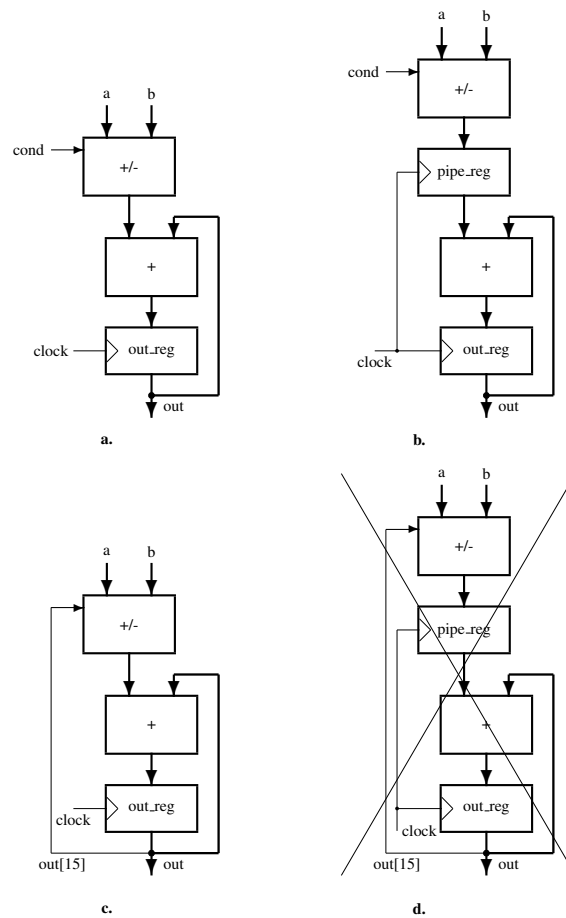 a b
cond
+/-
+
clock
out_reg
out
a.
a b
cond
+/-
pipe_reg
+
out_reg
clock
out
b.
a b
+/-
+
out_reg
clock
out[15] out
c.
a b
+/-
pipe_reg
+
out_reg
clock
out[15] out
d.